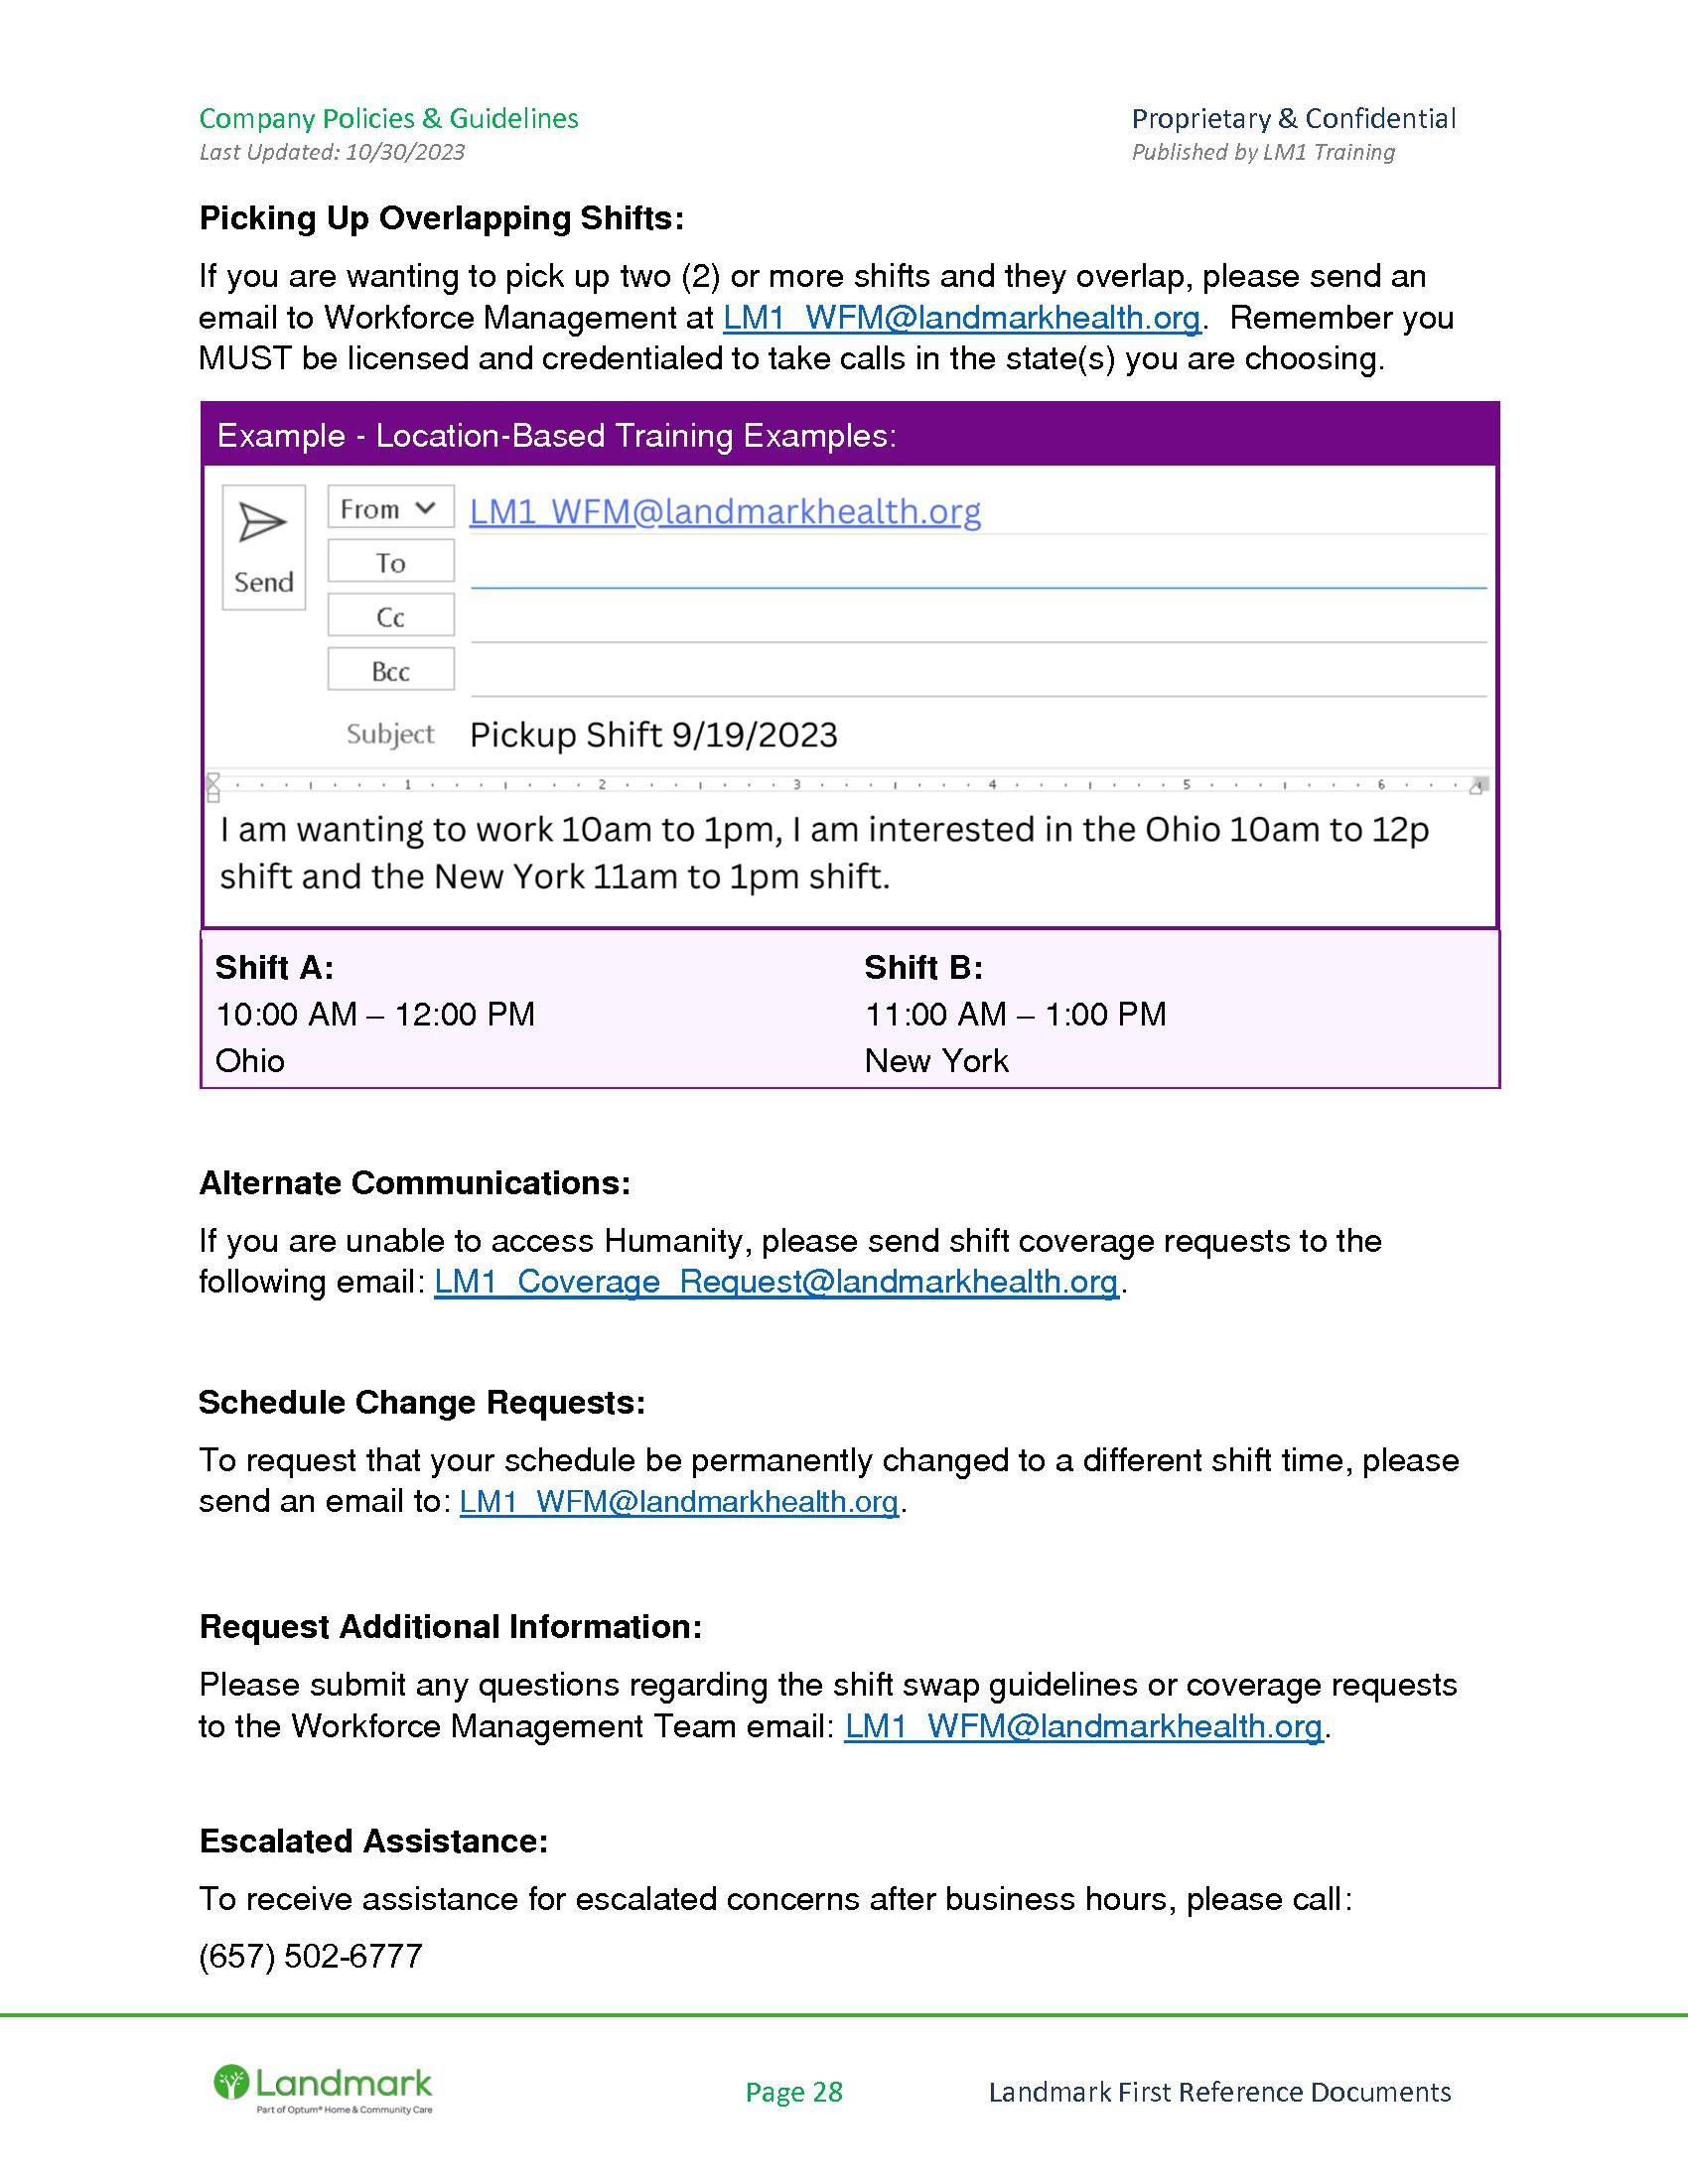 Company Policies & Guidelines
Proprietary & Confidential
Last Updated: 10/30/2023
Published by LM1 Training
Picking Up Overlapping Shifts:
If you are wanting to pick up two (2) or more shifts and they overlap, please send an
email to Workforce Management at LM1_WFM@landmarkhealth.org.  Remember you
MUST be licensed and credentialed to take calls in the state(s) you are choosing.
Example - Location-Based Training Examples:
Send
From
LM1_WFM@landmarkhealth.org
To
Cc
Bcc
Subject
Pickup Shift 9/19/2023
1 2 3 4 5 6
I am wanting to work 10am to 1pm, I am interested in the Ohio 10am to 12p
shift and the New York 11am to 1pm shift.
Shift A:
10:00 AM – 12:00 PM
Ohio
Shift B:
11:00 AM – 1:00 PM
New York
Alternate Communications:
If you are unable to access Humanity, please send shift coverage requests to the
following email: LM1_Coverage_Request@landmarkhealth.org.
Schedule Change Requests:
To request that your schedule be permanently changed to a different shift time, please
send an email to: LM1_WFM@landmarkhealth.org.
Request Additional Information:
Please submit any questions regarding the shift swap guidelines or coverage requests
to the Workforce Management Team email: LM1_WFM@landmarkhealth.org.
Escalated Assistance:
To receive assistance for escalated concerns after business hours, please call:
(657) 502-6777
Landmark
Part of Optum® Home & Community Care
Page 28
Landmark First Reference Documents